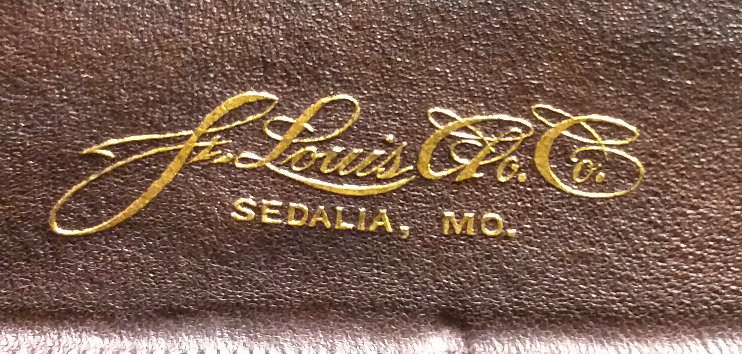 St. Louis Clo. Co.
SEDALIA, MO.